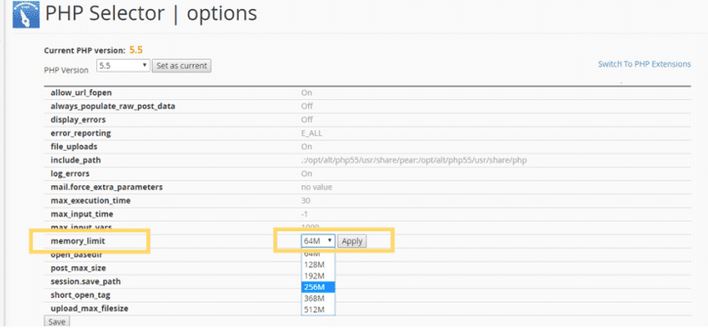 PHP Selector | options
Current PHP version: 5.5
PHP Version 5.5 Set as current Switch To PHP Extensions
allow_url_fopen On
always_populate_raw_post_data Off
display_errors Off
error_reporting E_ALL
file_uploads On
include_path .:/opt/alt/php55/usr/share/pear:/opt/alt/php55/usr/share/php
log_errors On
mail.force_extra_parameters no value
max_execution_time 30
max_input_time -1
max_input_vars 1000
memory_limit 64M Apply
open_basedir 64M
post_max_size 128M
192M
session.save_path 256M
short_open_tag 368M
upload_max_filesize 512M
Save